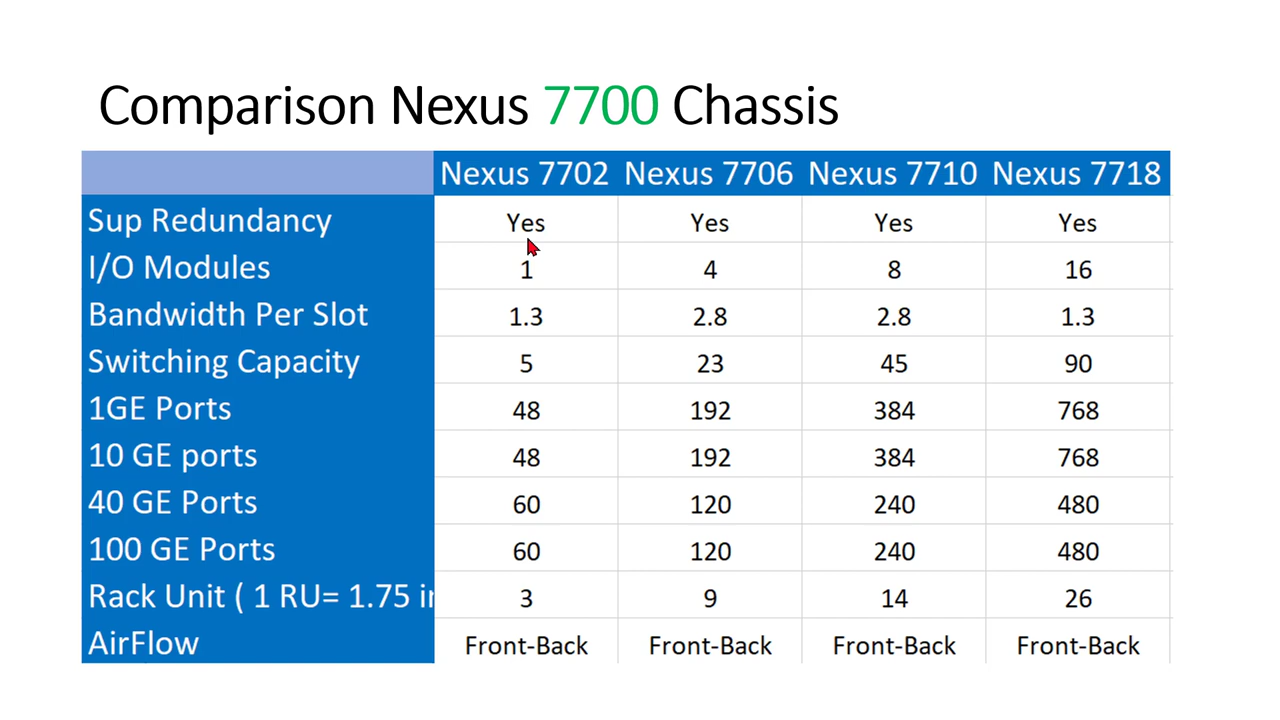 Comparison Nexus 7700 Chassis
Nexus 7702 Nexus 7706 Nexus 7710 Nexus 7718
Sup Redundancy Yes Yes Yes Yes
I/O Modules 1 4 8 16
Bandwidth Per Slot 1.3 2.8 2.8 1.3
Switching Capacity 5 23 45 90
1GE Ports 48 192 384 768
10 GE ports 48 192 384 768
40 GE Ports 60 120 240 480
100 GE Ports 60 120 240 480
Rack Unit ( 1 RU= 1.75 in 3 9 14 26
AirFlow Front-Back Front-Back Front-Back Front-Back